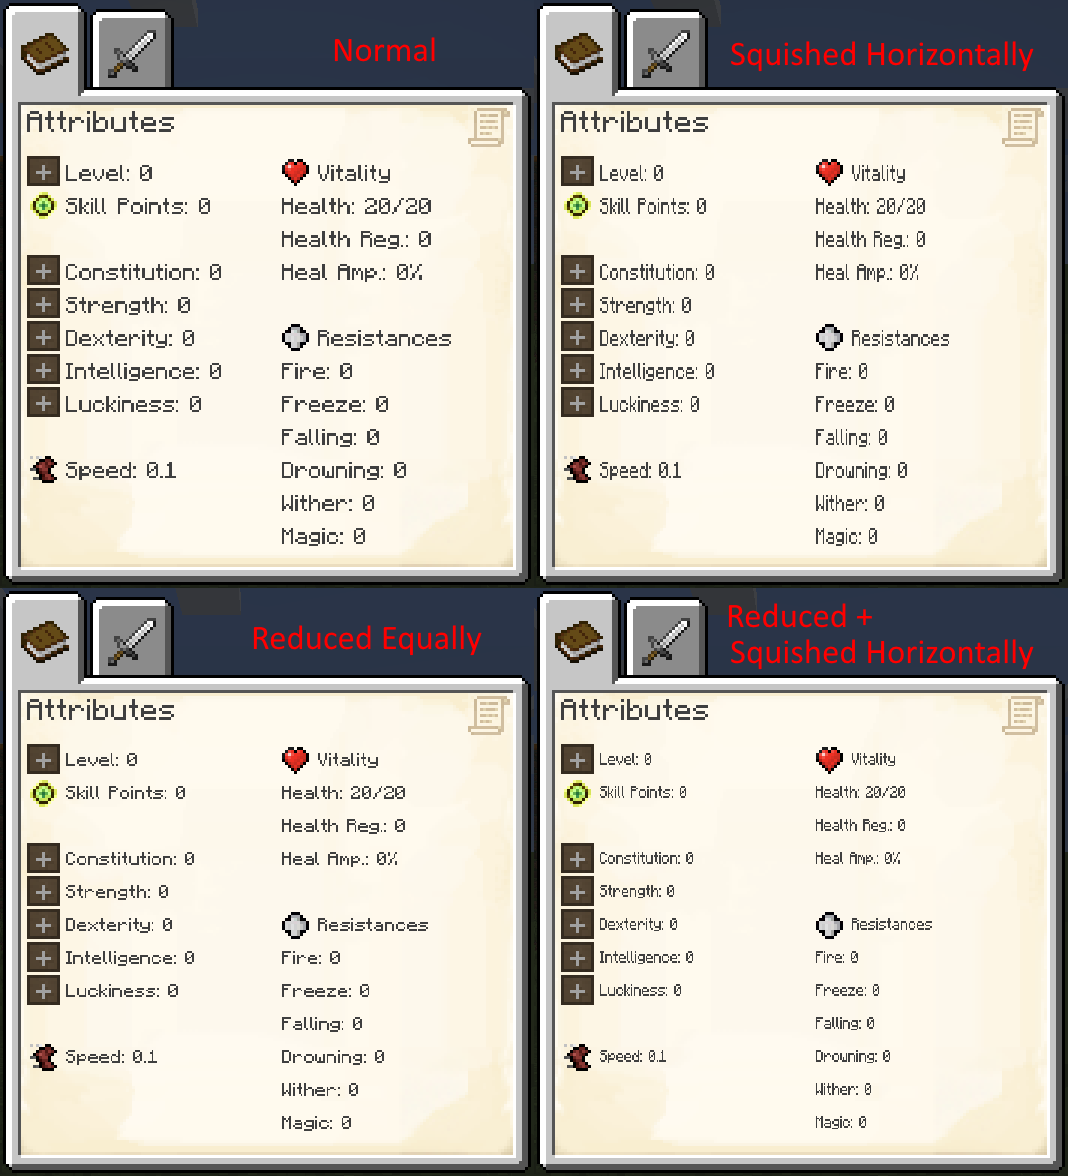 Normal
Attributes
Level: 0
Skill Points: 0
Constitution: 0
Strength: 0
Dexterity: 0
Intelligence: 0
Luckiness: 0
Speed: 0.1
Vitality
Health: 20/20
Health Reg.: 0
Heal Amp.: 0%
Resistances
Fire: 0
Freeze: 0
Falling: 0
Drowning: 0
Wither: 0
Magic: 0
Squished Horizontally
Attributes
Level: 0
Skill Points: 0
Constitution: 0
Strength: 0
Dexterity: 0
Intelligence: 0
Luckiness: 0
Speed: 0.1
Vitality
Health: 20/20
Health Reg.: 0
Heal Amp.: 0%
Resistances
Fire: 0
Freeze: 0
Falling: 0
Drowning: 0
Wither: 0
Magic: 0
Reduced Equally
Attributes
Level: 0
Skill Points: 0
Constitution: 0
Strength: 0
Dexterity: 0
Intelligence: 0
Luckiness: 0
Speed: 0.1
Vitality
Health: 20/20
Health Reg.: 0
Heal Amp.: 0%
Resistances
Fire: 0
Freeze: 0
Falling: 0
Drowning: 0
Wither: 0
Magic: 0
Reduced +
Squished Horizontally
Attributes
Level: 0
Skill Points: 0
Constitution: 0
Strength: 0
Dexterity: 0
Intelligence: 0
Luckiness: 0
Speed: 0.1
Vitality
Health: 20/20
Health Reg.: 0
Heal Amp.: 0%
Resistances
Fire: 0
Freeze: 0
Falling: 0
Drowning: 0
Wither: 0
Magic: 0